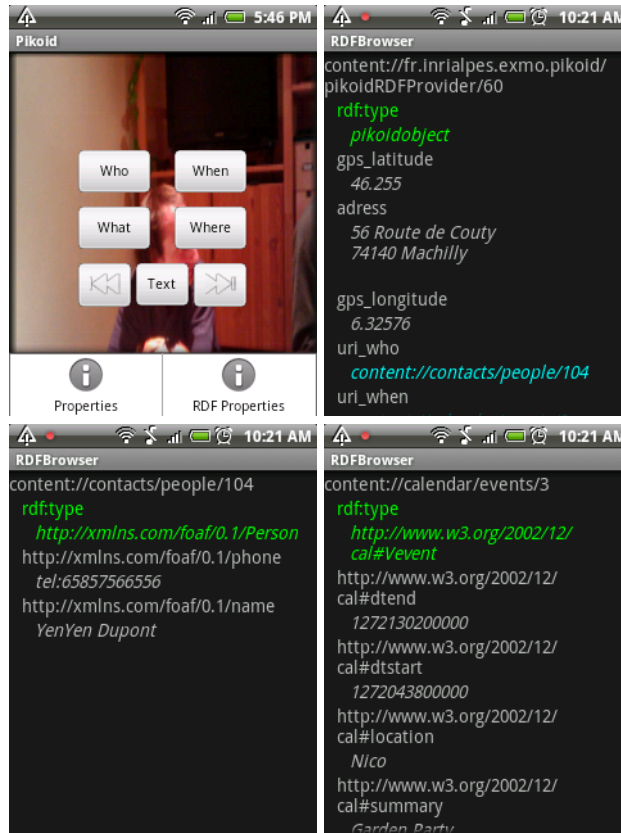 5:46 PM
Pikoid
Who
When
What
Where
Text
Properties
RDF Properties
10:21 AM
RDFBrowser
content://fr.inrialpes.exmo.pikoid/
pikoidRDFProvider/60
rdf:type
pikoidobject
gps_latitude
46.255
adress
56 Route de Couty
74140 Machilly
gps_longitude
6.32576
uri_who
content://contacts/people/104
uri_when
10:21 AM
RDFBrowser
content://contacts/people/104
rdf:type
http://xmlns.com/foaf/0.1/Person
http://xmlns.com/foaf/0.1/phone
tel:65857566556
http://xmlns.com/foaf/0.1/name
YenYen Dupont
10:21 AM
RDFBrowser
content://calendar/events/3
rdf:type
http://www.w3.org/2002/12/
cal#Vevent
http://www.w3.org/2002/12/
cal#dtend
1272130200000
http://www.w3.org/2002/12/
cal#dtstart
1272043800000
http://www.w3.org/2002/12/
cal#location
Nico
http://www.w3.org/2002/12/
cal#summary
Garden Party